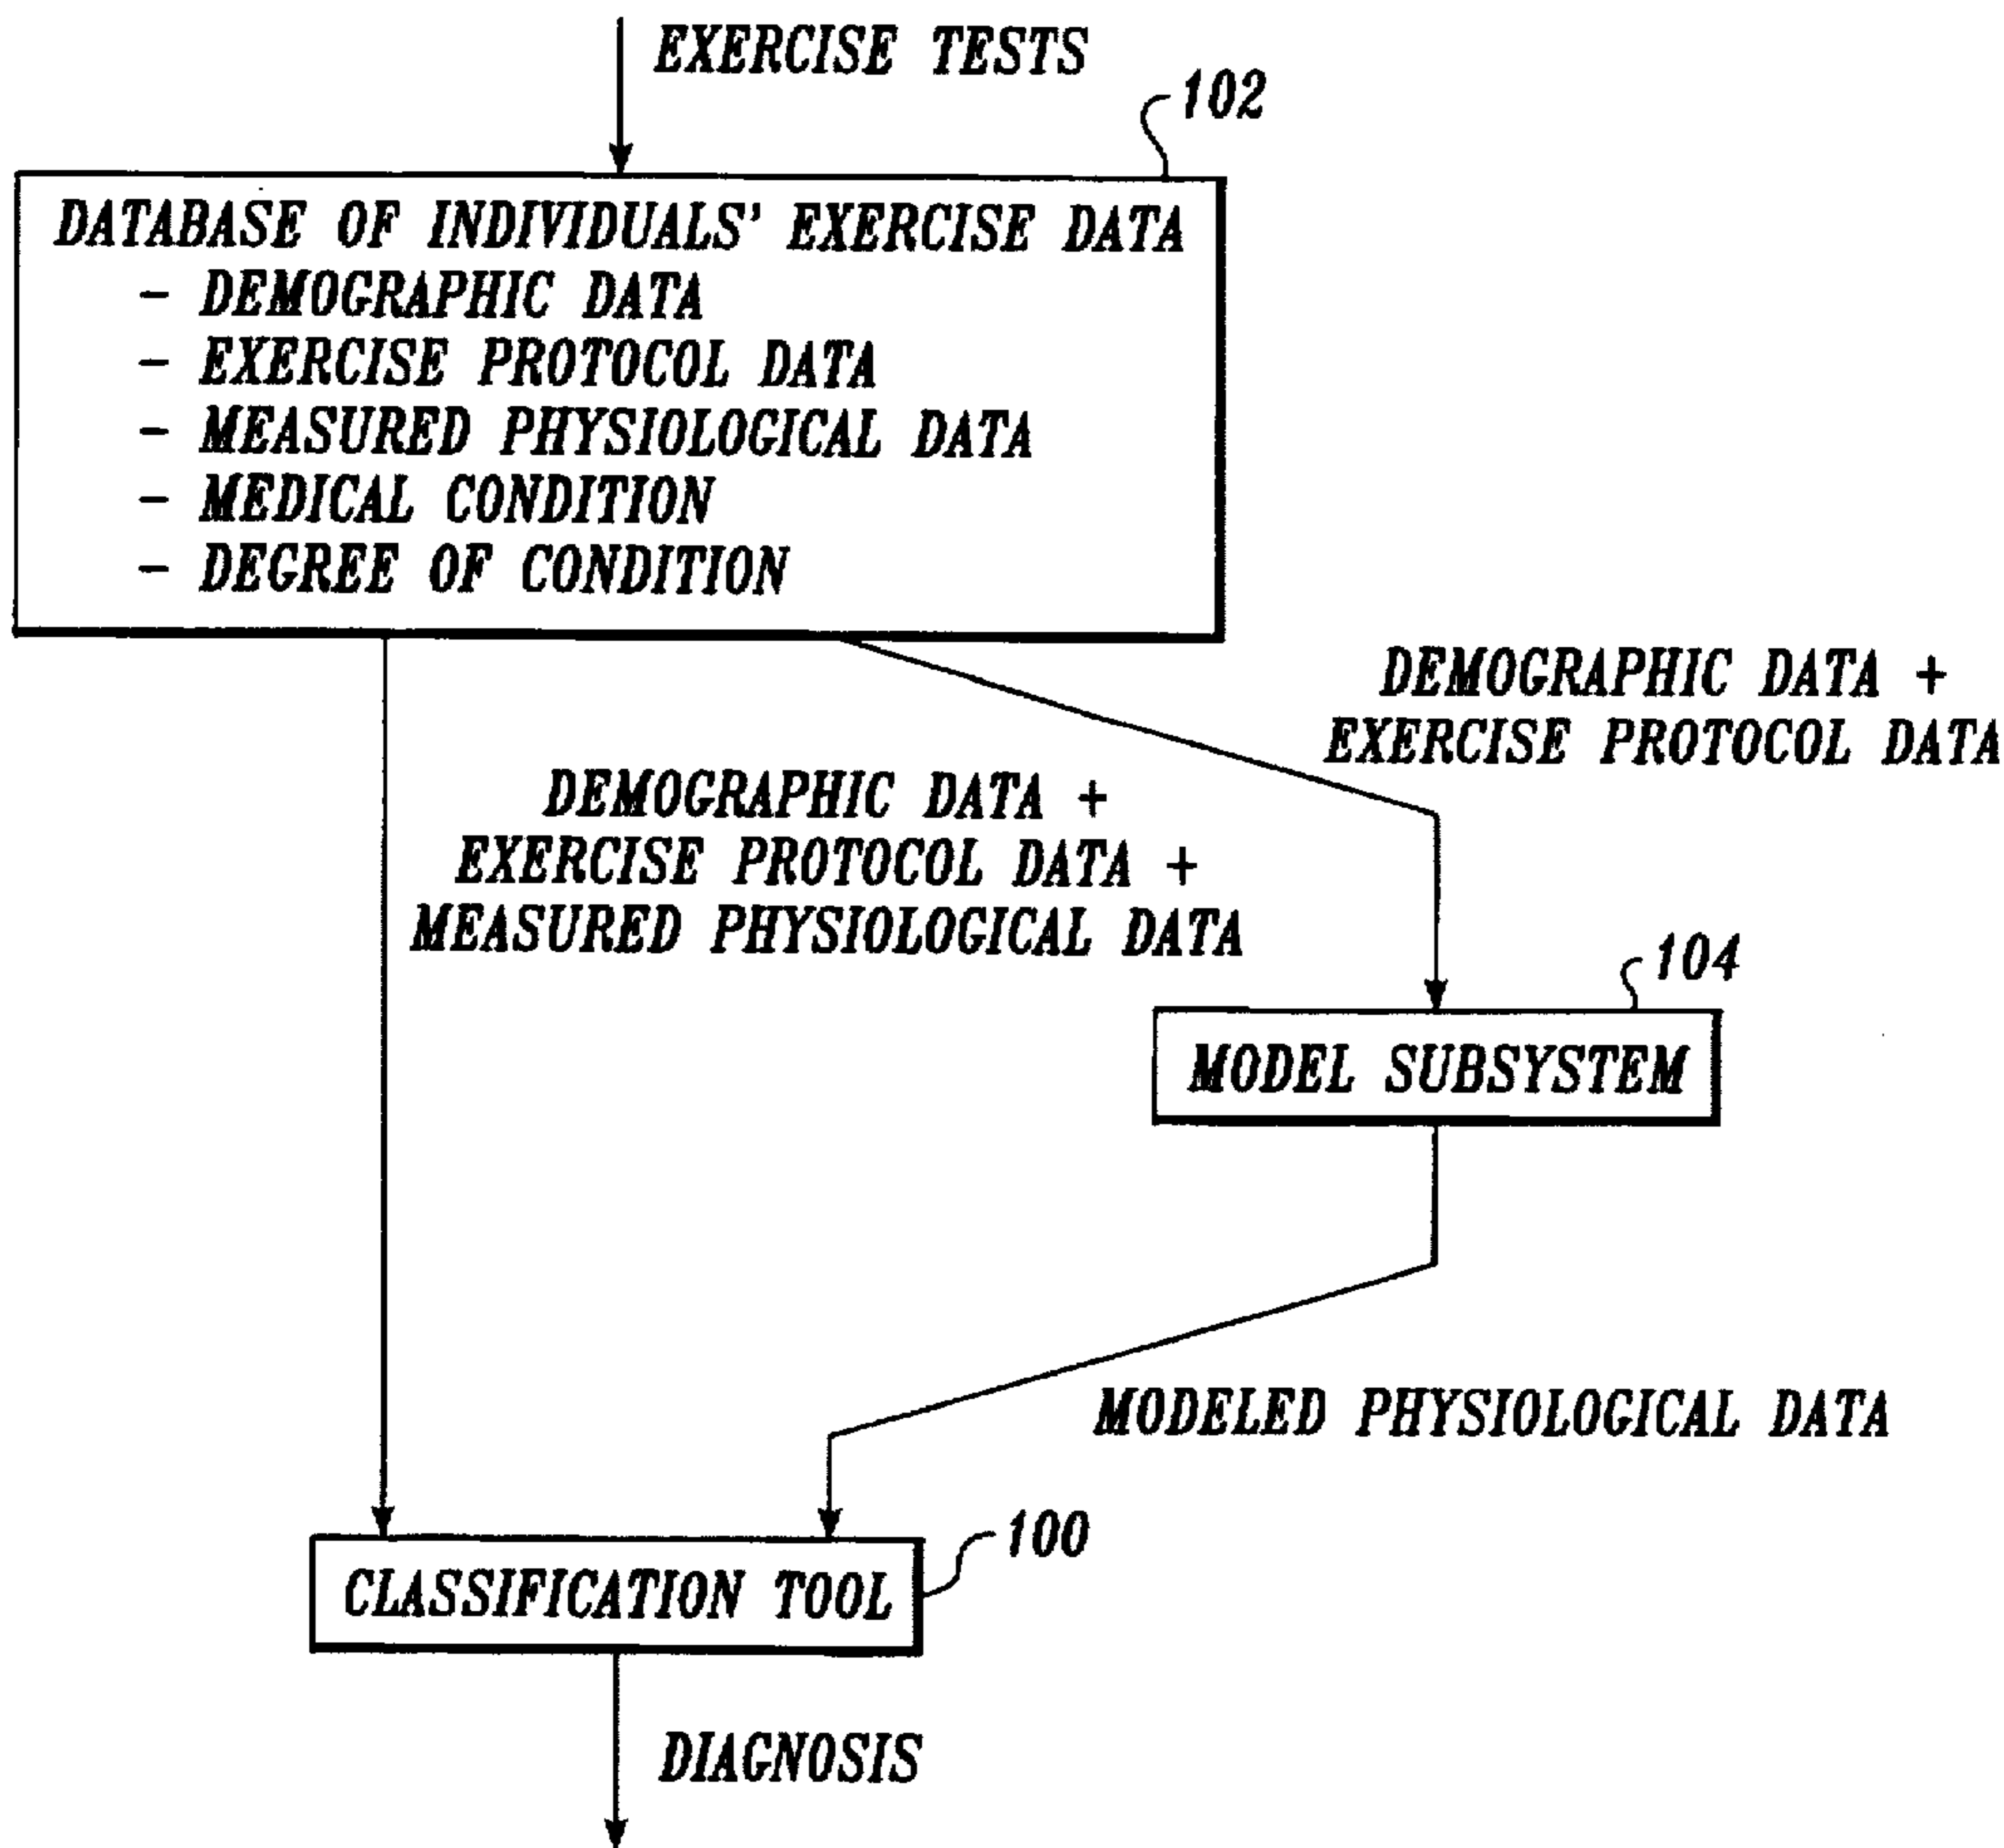 EXERCISE TESTS
102
DATABASE OF INDIVIDUALS' EXERCISE DATA
- DEMOGRAPHIC DATA
- EXERCISE PROTOCOL DATA
- MEASURED PHYSIOLOGICAL DATA
- MEDICAL CONDITION
- DEGREE OF CONDITION
DEMOGRAPHIC DATA +
EXERCISE PROTOCOL DATA
DEMOGRAPHIC DATA +
EXERCISE PROTOCOL DATA +
MEASURED PHYSIOLOGICAL DATA
104
MODEL SUBSYSTEM
MODELED PHYSIOLOGICAL DATA
100
CLASSIFICATION TOOL
DIAGNOSIS